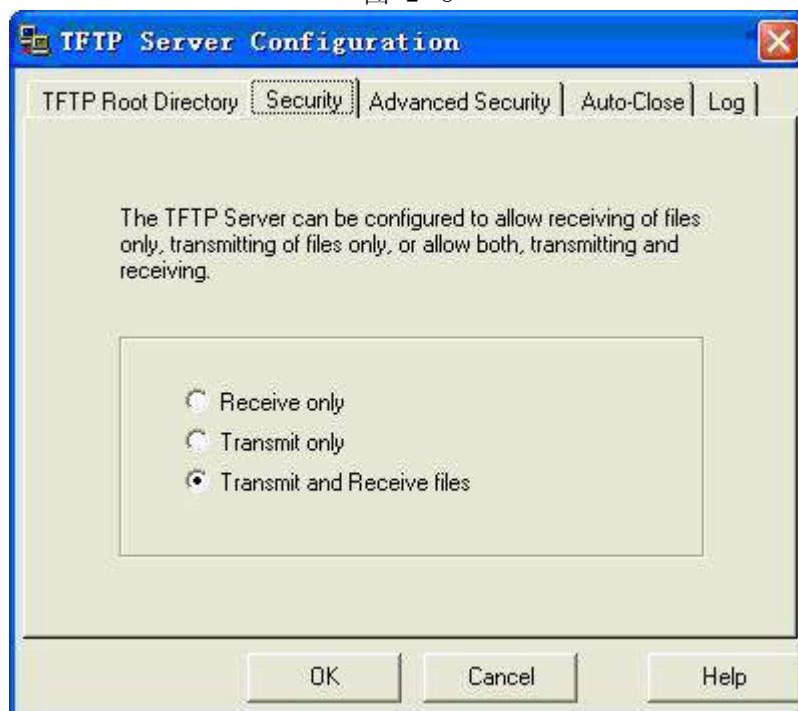 TFTP Server Configuration
TFTP Root Directory Security Advanced Security Auto-Close Log
The TFTP Server can be configured to allow receiving of files
only, transmitting of files only, or allow both, transmitting and
receiving.
Receive only
Transmit only
Transmit and Receive files
OK Cancel Help